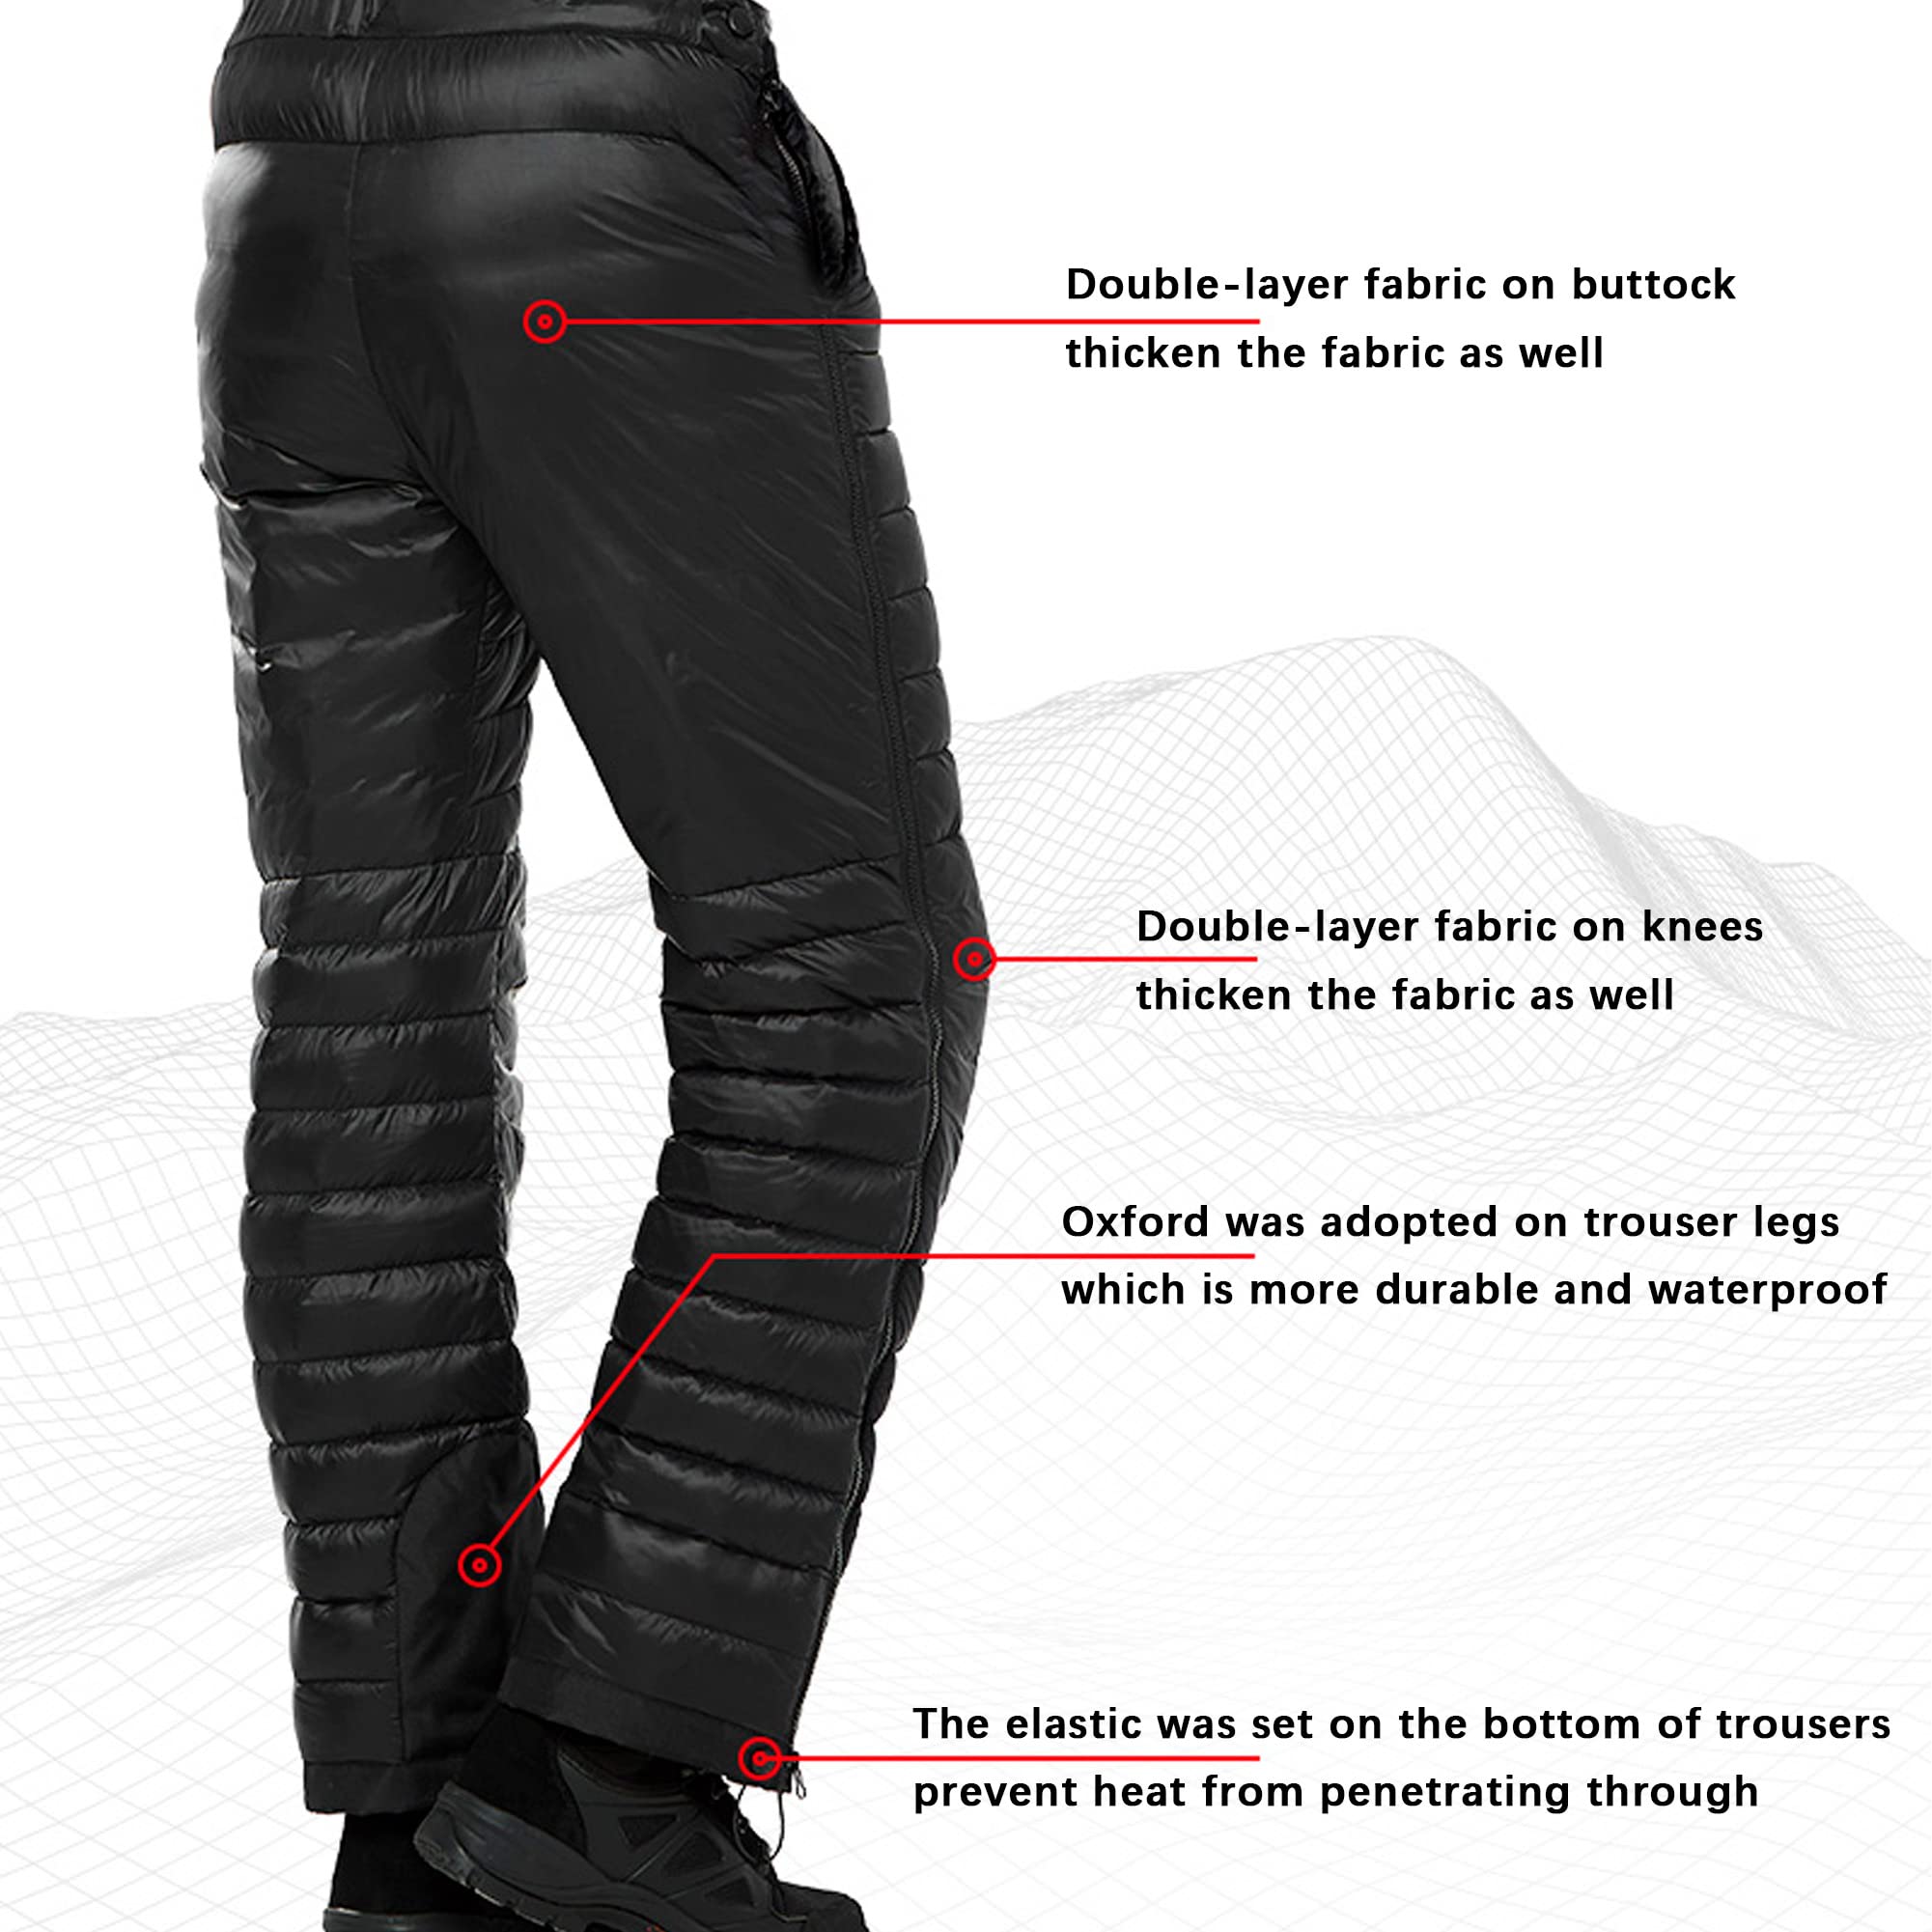 Double-layer fabric on buttock
thicken the fabric as well
Double-layer fabric on knees
thicken the fabric as well
Oxford was adopted on trouser legs
which is more durable and waterproof
The elastic was set on the bottom of trousers
prevent heat from penetrating through